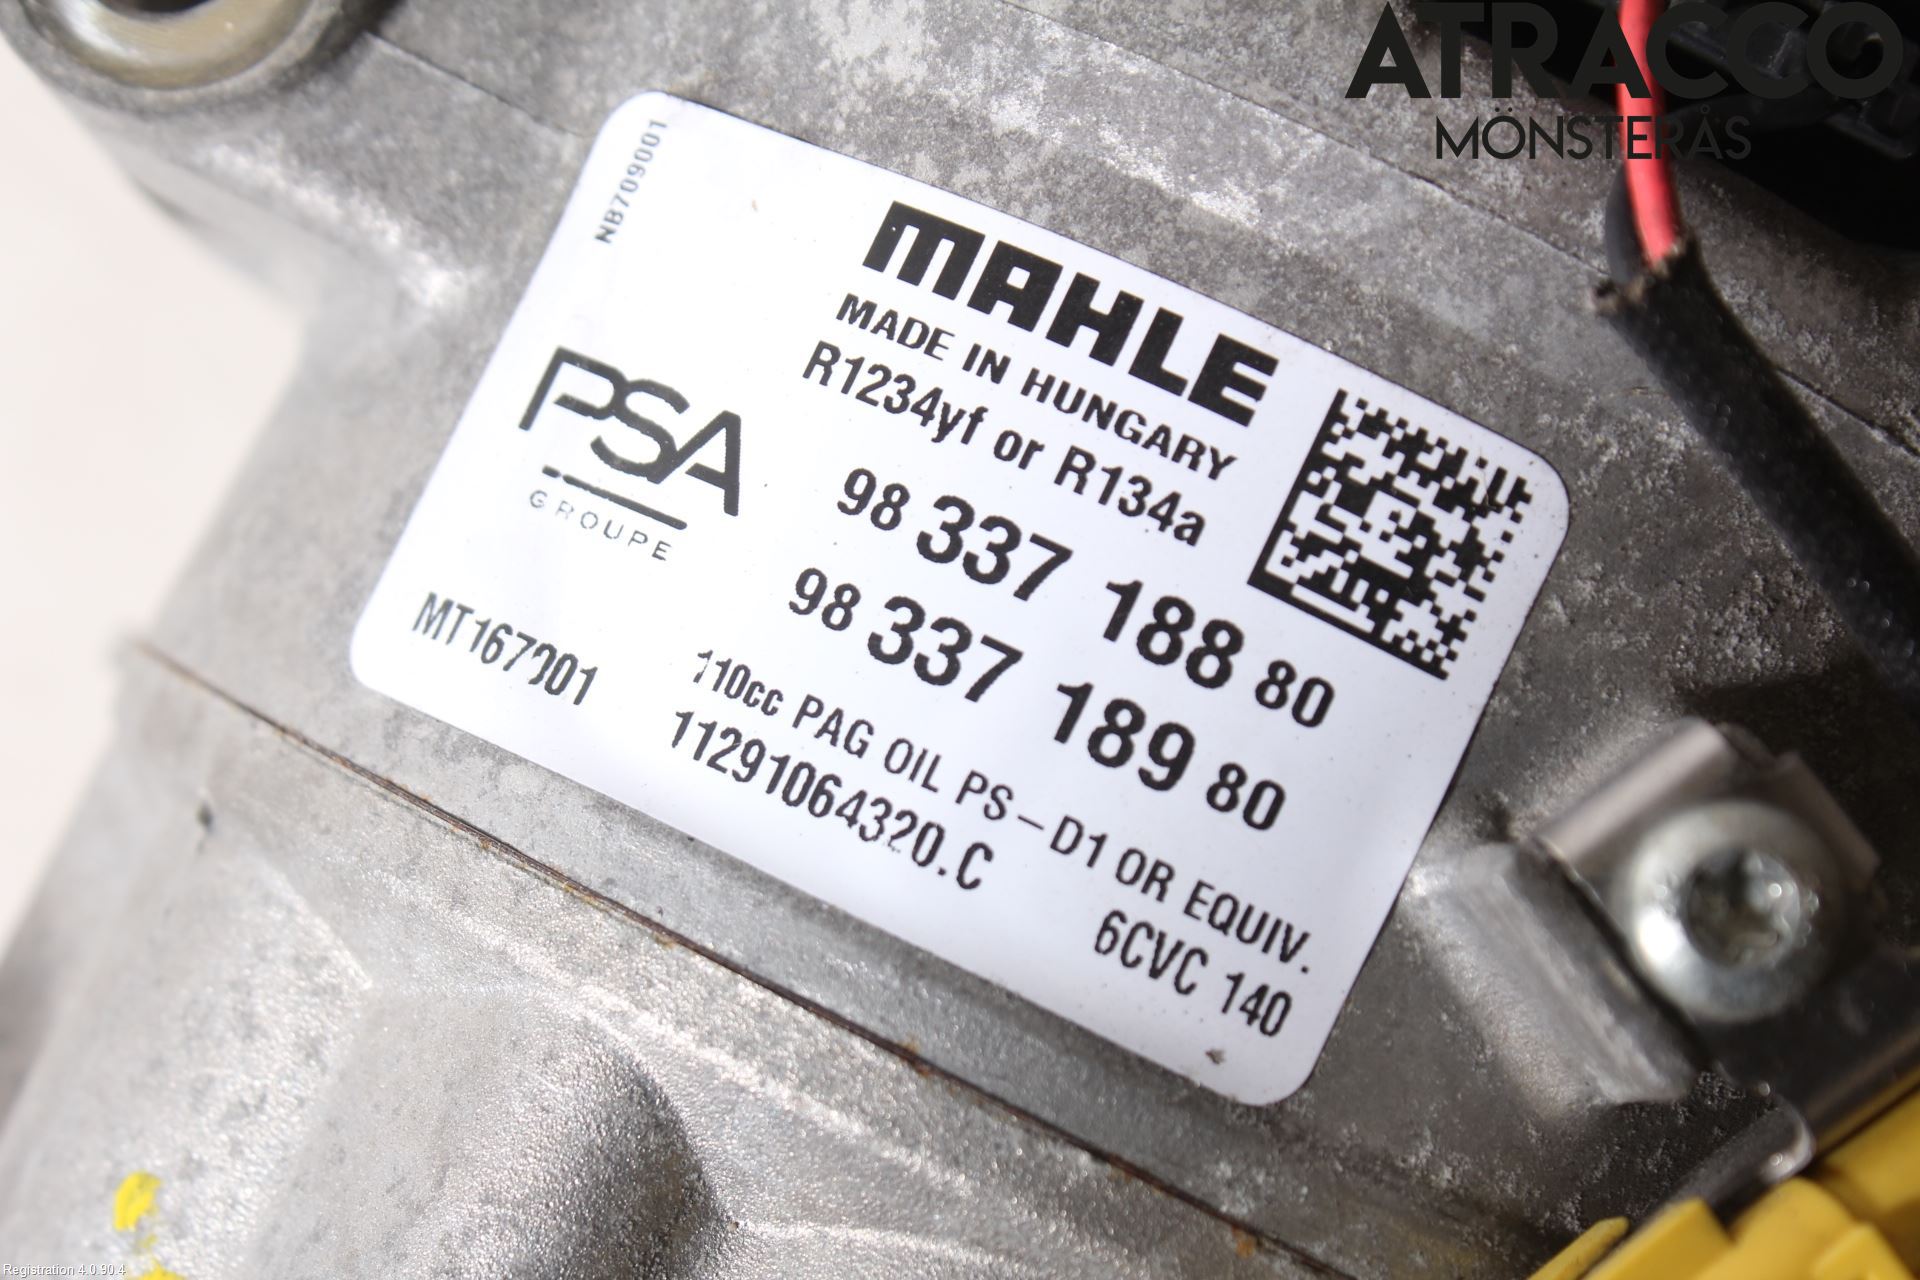 ATRACCO
MÖNSTERÅS
NB709001
MAHLE
MADE IN HUNGARY
R1234yf or R134a
PSA
GROUPE
98 337 188 80
98 337 189 80
MT167001
110cc PAG OIL PS-D1 OR EQUIV.
11291064320.C
6CVC 140
Registration 4.0.90.4